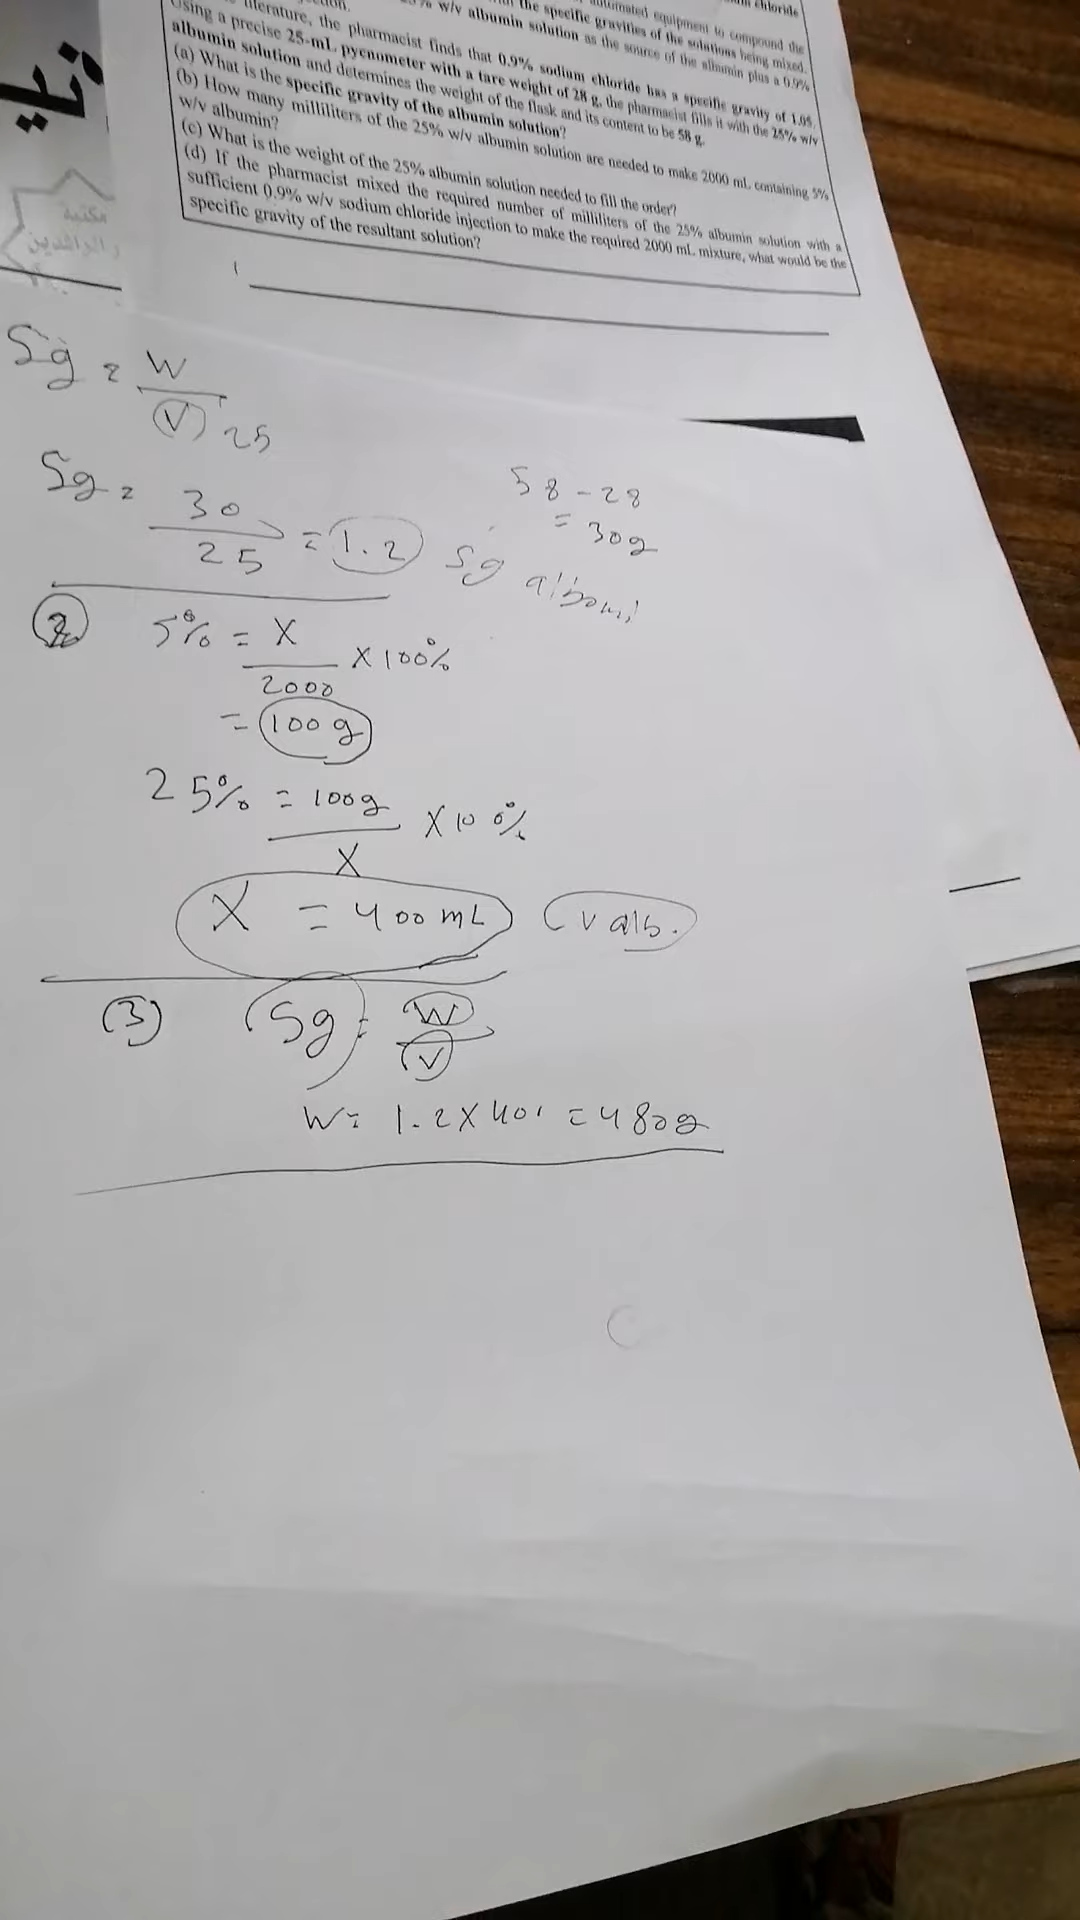 um chloride
automated equipment to compound the
the specific gravities of the solutions being mixed.
w/v albumin solution as the source of the albumin plus a 0.9%
literature, the pharmacist finds that 0.9% sodium chloride has a specific gravity of 1.05.
Using a precise 25-mL pycnometer with a tare weight of 28 g, the pharmacist fills it with the 25% w/v
albumin solution and determines the weight of the flask and its content to be 58 g.
(a) What is the specific gravity of the albumin solution?
(b) How many milliliters of the 25% w/v albumin solution are needed to make 2000 mL containing 5%
w/v albumin?
(c) What is the weight of the 25% albumin solution needed to fill the order?
(d) If the pharmacist mixed the required number of milliliters of the 25% albumin solution with a
sufficient 0.9% w/v sodium chloride injection to make the required 2000 mL mixture, what would be the
specific gravity of the resultant solution?
مكتبة
Sg = W
V 25
58 - 28
= 30g
Sg = 30
25 = 1.2 Sg
② 5% = X
2000 X 100%
= 100 g
25% = 100g
X X 100%
X = 400 mL V alb.
(3) Sg = W
V
W = 1.2 X 400 = 480g